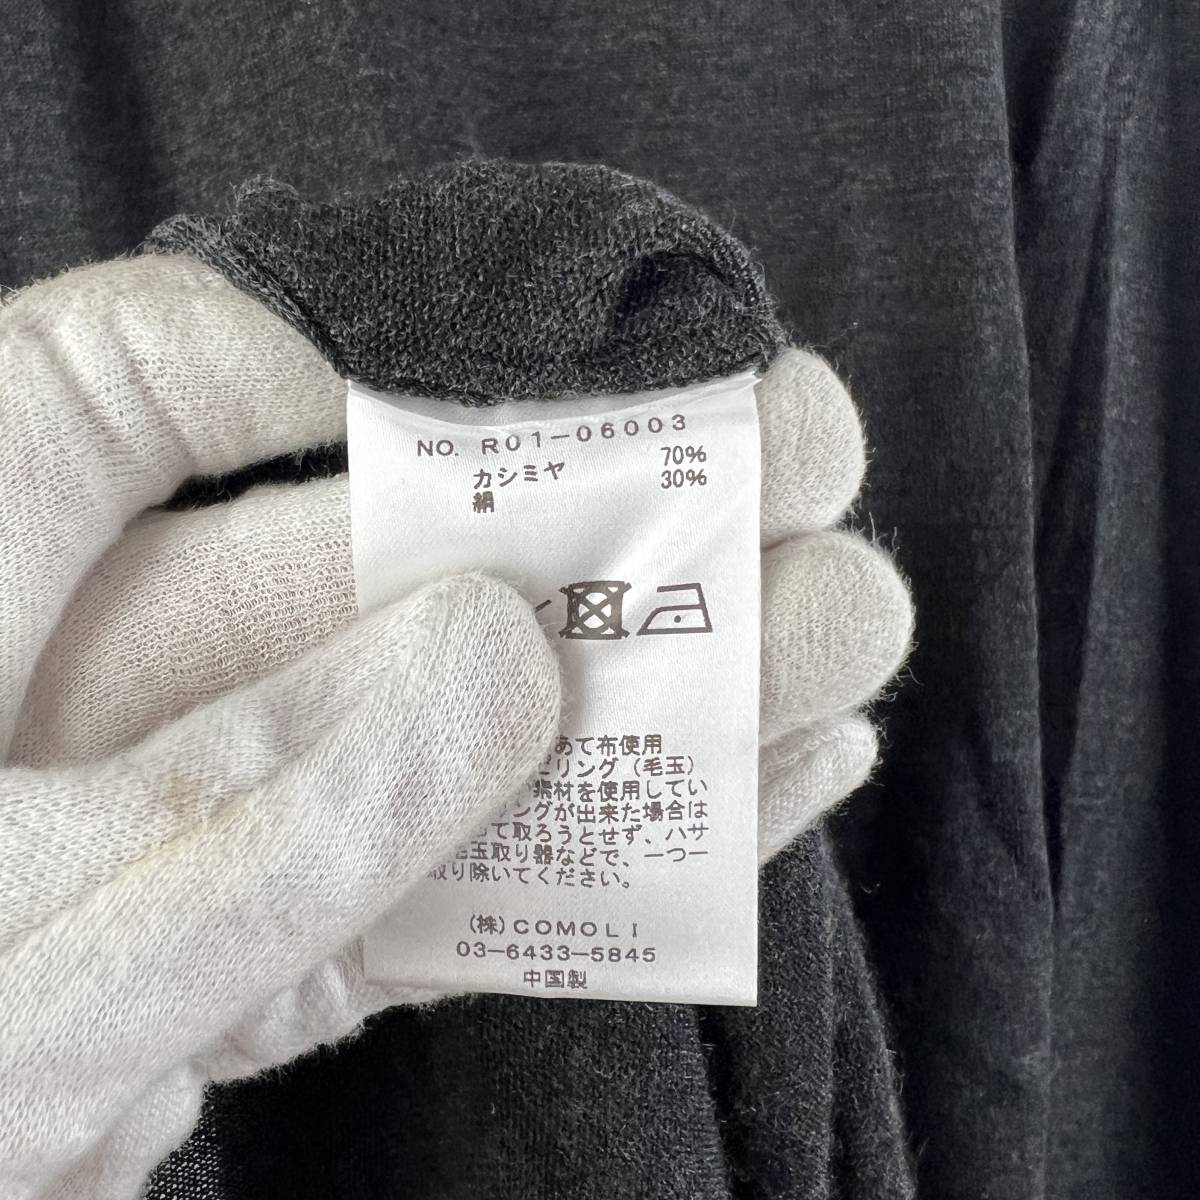 NO. R01-06003
カシミヤ 70%
絹 30%
あて布使用
ピリング(毛玉)
素材を使用してい
ングが出来た場合は
って取ろうとせず、ハサ
毛玉取り器などで、一つ一
取り除いてください。
(株)COMOLI
03-6433-5845
中国製